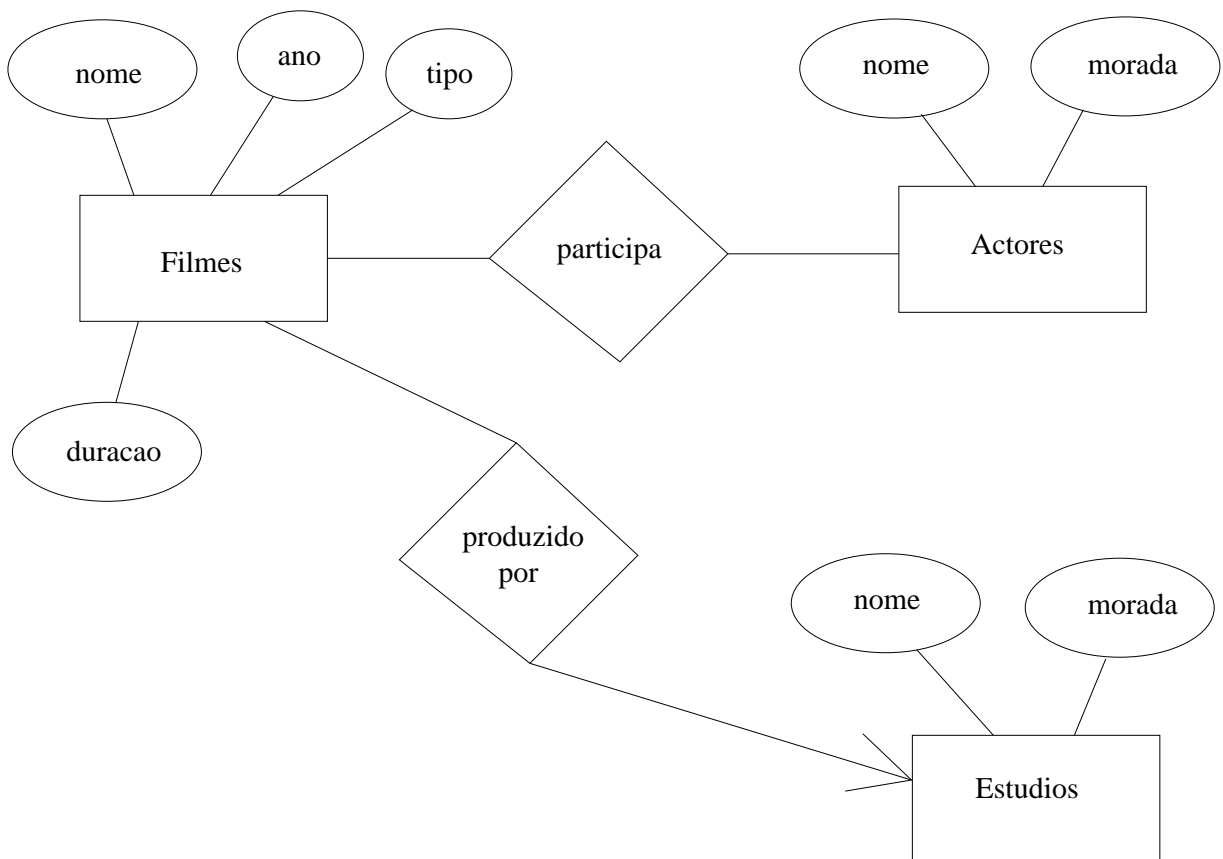 nome
ano
tipo
nome
morada
Filmes
participa
Actores
duracao
produzido
por
nome
morada
Estudios